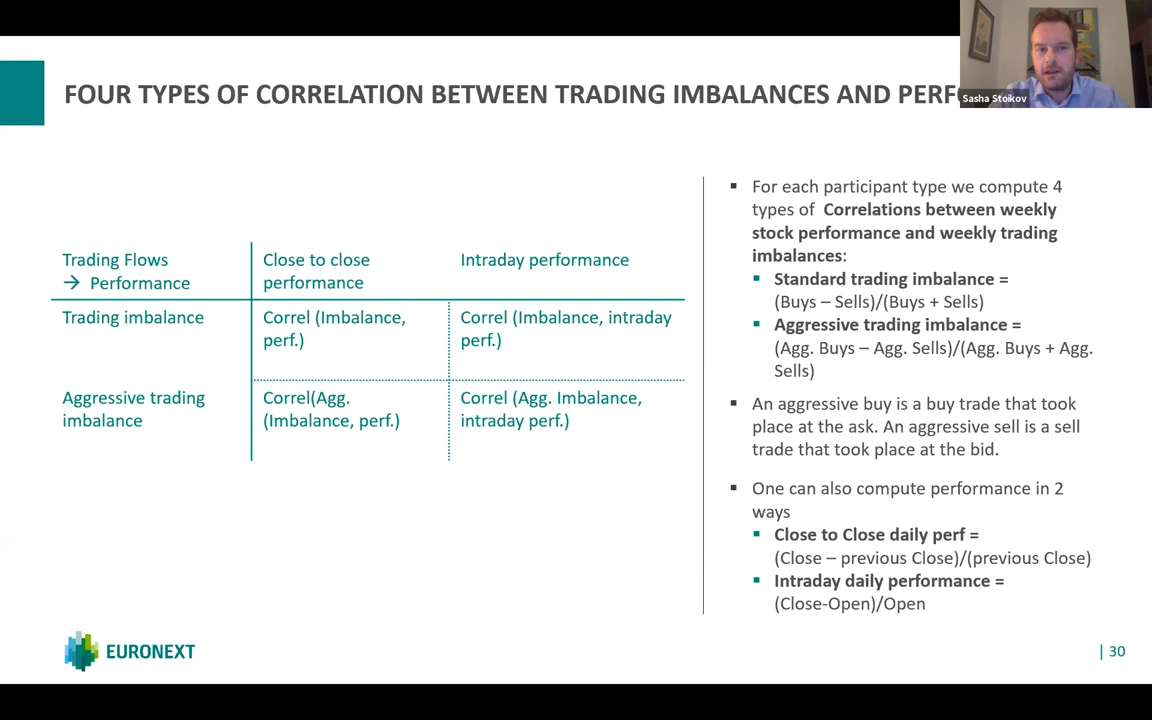 FOUR TYPES OF CORRELATION BETWEEN TRADING IMBALANCES AND PERF
Sasha Stoikov
Trading Flows
→ Performance
Close to close
performance
Intraday performance
Trading imbalance
Correl (Imbalance,
perf.)
Correl (Imbalance, intraday
perf.)
Aggressive trading
imbalance
Correl(Agg.
(Imbalance, perf.)
Correl (Agg. Imbalance,
intraday perf.)
▪ For each participant type we compute 4
types of Correlations between weekly
stock performance and weekly trading
imbalances:
▪ Standard trading imbalance =
(Buys – Sells)/(Buys + Sells)
▪ Aggressive trading imbalance =
(Agg. Buys – Agg. Sells)/(Agg. Buys + Agg.
Sells)
▪ An aggressive buy is a buy trade that took
place at the ask. An aggressive sell is a sell
trade that took place at the bid.
▪ One can also compute performance in 2
ways
▪ Close to Close daily perf =
(Close – previous Close)/(previous Close)
▪ Intraday daily performance =
(Close-Open)/Open
EURONEXT
| 30